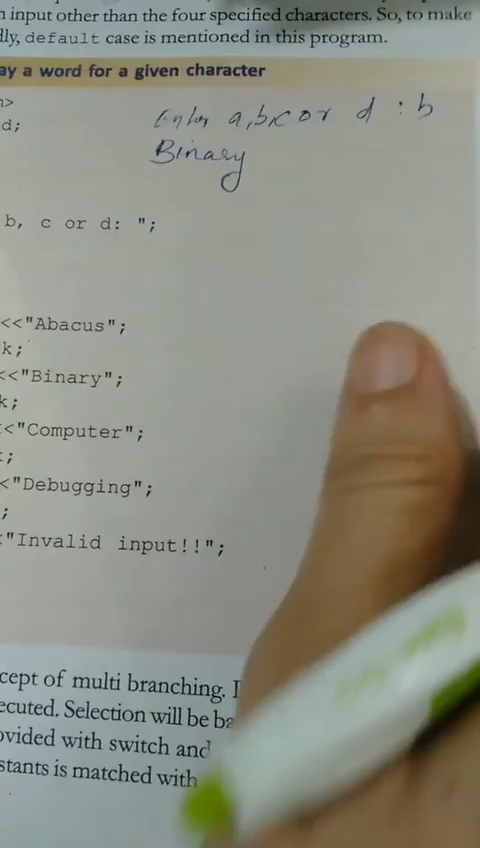 input other than the four specified characters. So, to make
lly, default case is mentioned in this program.
ay a word for a given character
>
d;
Enter a,b,c or d : b
Binary
b, c or d: ";
<<"Abacus";
k;
<<"Binary";
k;
<"Computer";
;
<"Debugging";
;
"Invalid input!!";
cept of multi branching.
ecuted. Selection will be ba
ovided with switch and
stants is matched with